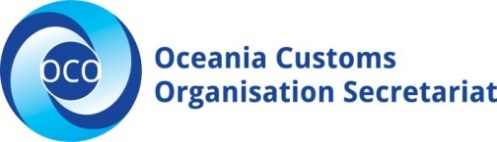 OCO
Oceania Customs
Organisation Secretariat